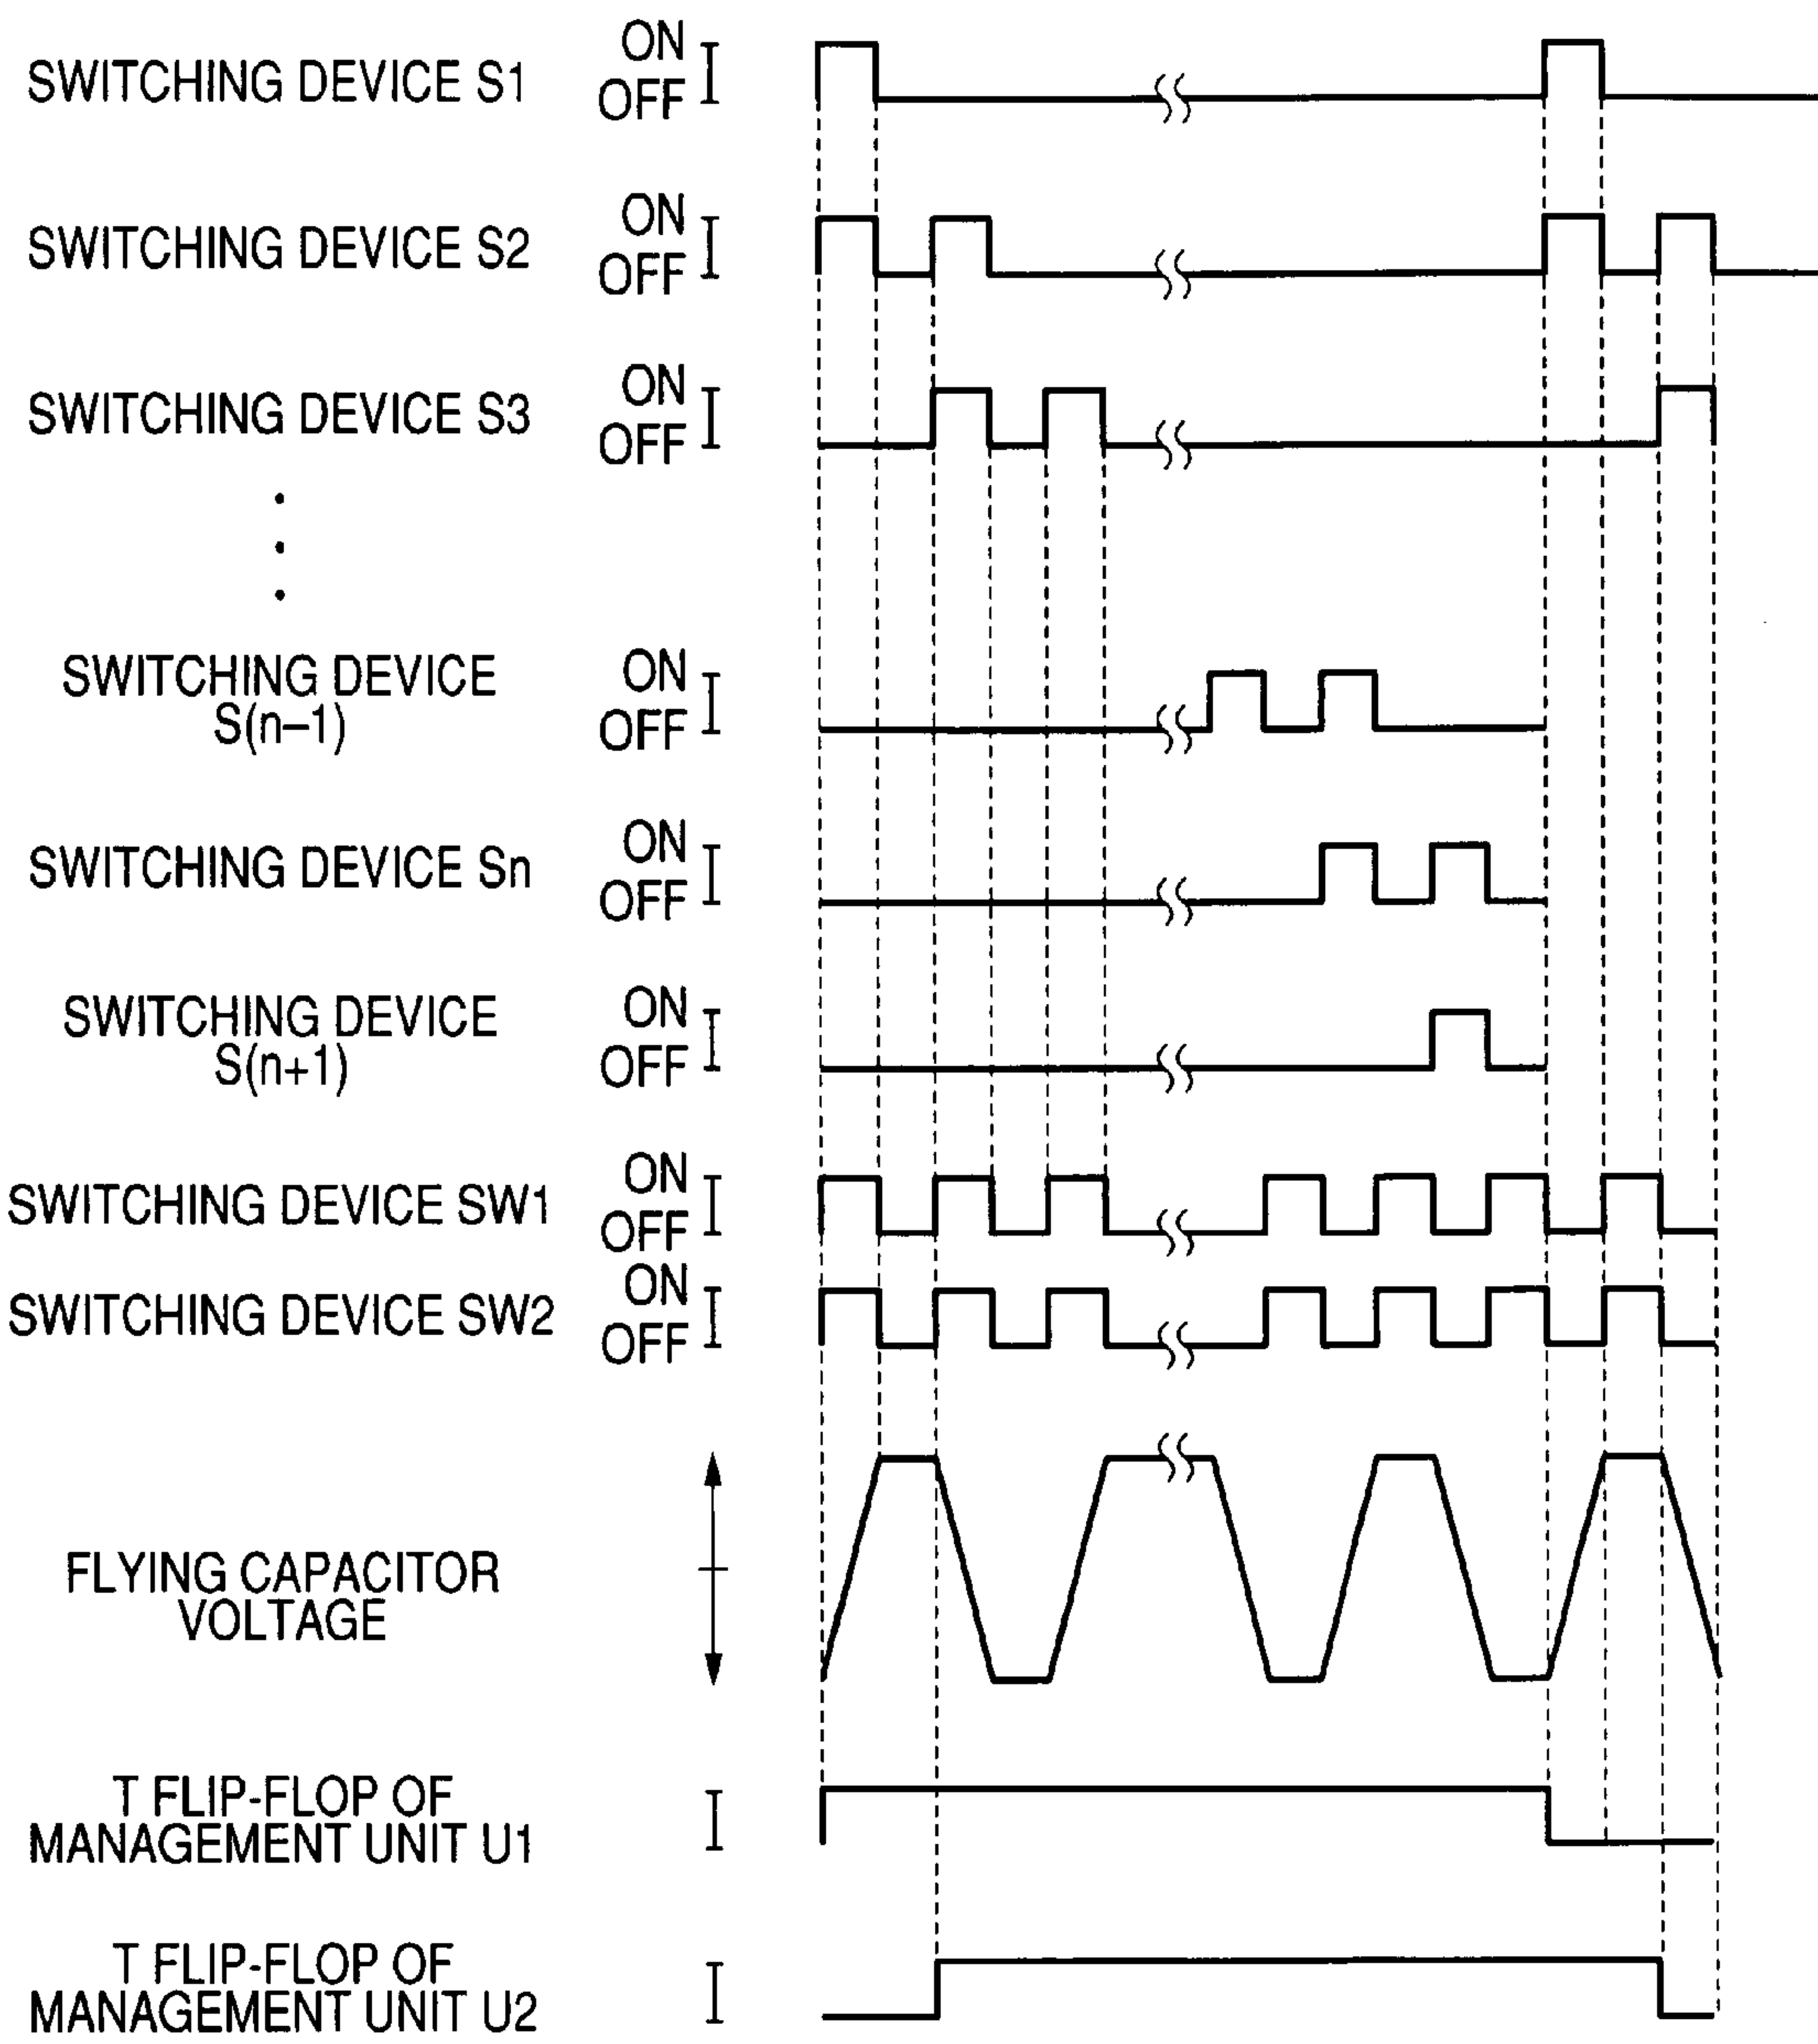 SWITCHING DEVICE S1
ON
OFF
SWITCHING DEVICE S2
ON
OFF
SWITCHING DEVICE S3
ON
OFF
SWITCHING DEVICE
S(n–1)
ON
OFF
SWITCHING DEVICE Sn
ON
OFF
SWITCHING DEVICE
S(n+1)
ON
OFF
SWITCHING DEVICE SW1
ON
OFF
SWITCHING DEVICE SW2
ON
OFF
FLYING CAPACITOR
VOLTAGE
T FLIP-FLOP OF
MANAGEMENT UNIT U1
T FLIP-FLOP OF
MANAGEMENT UNIT U2